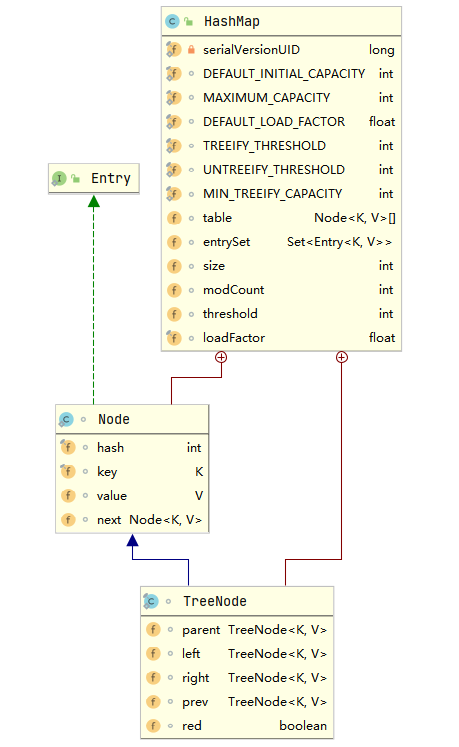 HashMap
serialVersionUID long
DEFAULT_INITIAL_CAPACITY int
MAXIMUM_CAPACITY int
DEFAULT_LOAD_FACTOR float
TREEIFY_THRESHOLD int
UNTREEIFY_THRESHOLD int
MIN_TREEIFY_CAPACITY int
table Node<K, V>[]
entrySet Set<Entry<K, V>>
size int
modCount int
threshold int
loadFactor float
Entry
Node
hash int
key K
value V
next Node<K, V>
TreeNode
parent TreeNode<K, V>
left TreeNode<K, V>
right TreeNode<K, V>
prev TreeNode<K, V>
red boolean